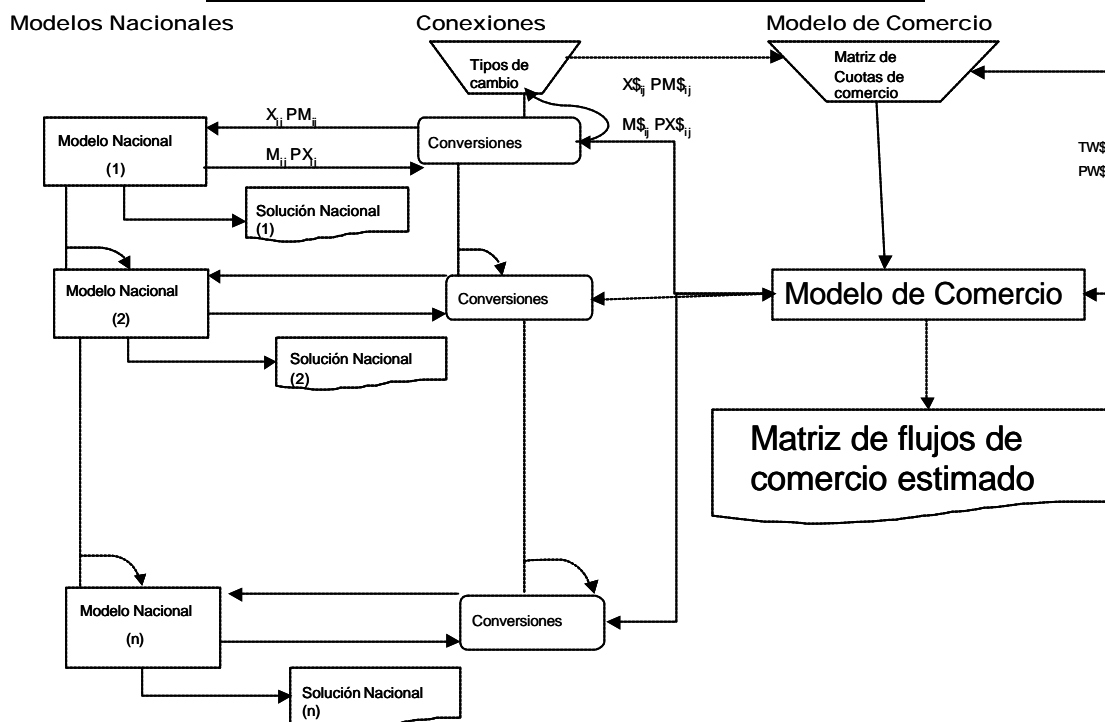 Modelos Nacionales
Conexiones
Modelo de Comercio
Tipos de
cambio
Matriz de
Cuotas de
comercio
X$ij PM$ij
M$ij PX$ij
Xij PMij
Mij PXij
Modelo Nacional
(1)
Conversiones
TW$
PW$
Solución Nacional
(1)
Modelo Nacional
(2)
Conversiones
Modelo de Comercio
Solución Nacional
(2)
Matriz de flujos de
comercio estimado
Modelo Nacional
(n)
Conversiones
Solución Nacional
(n)